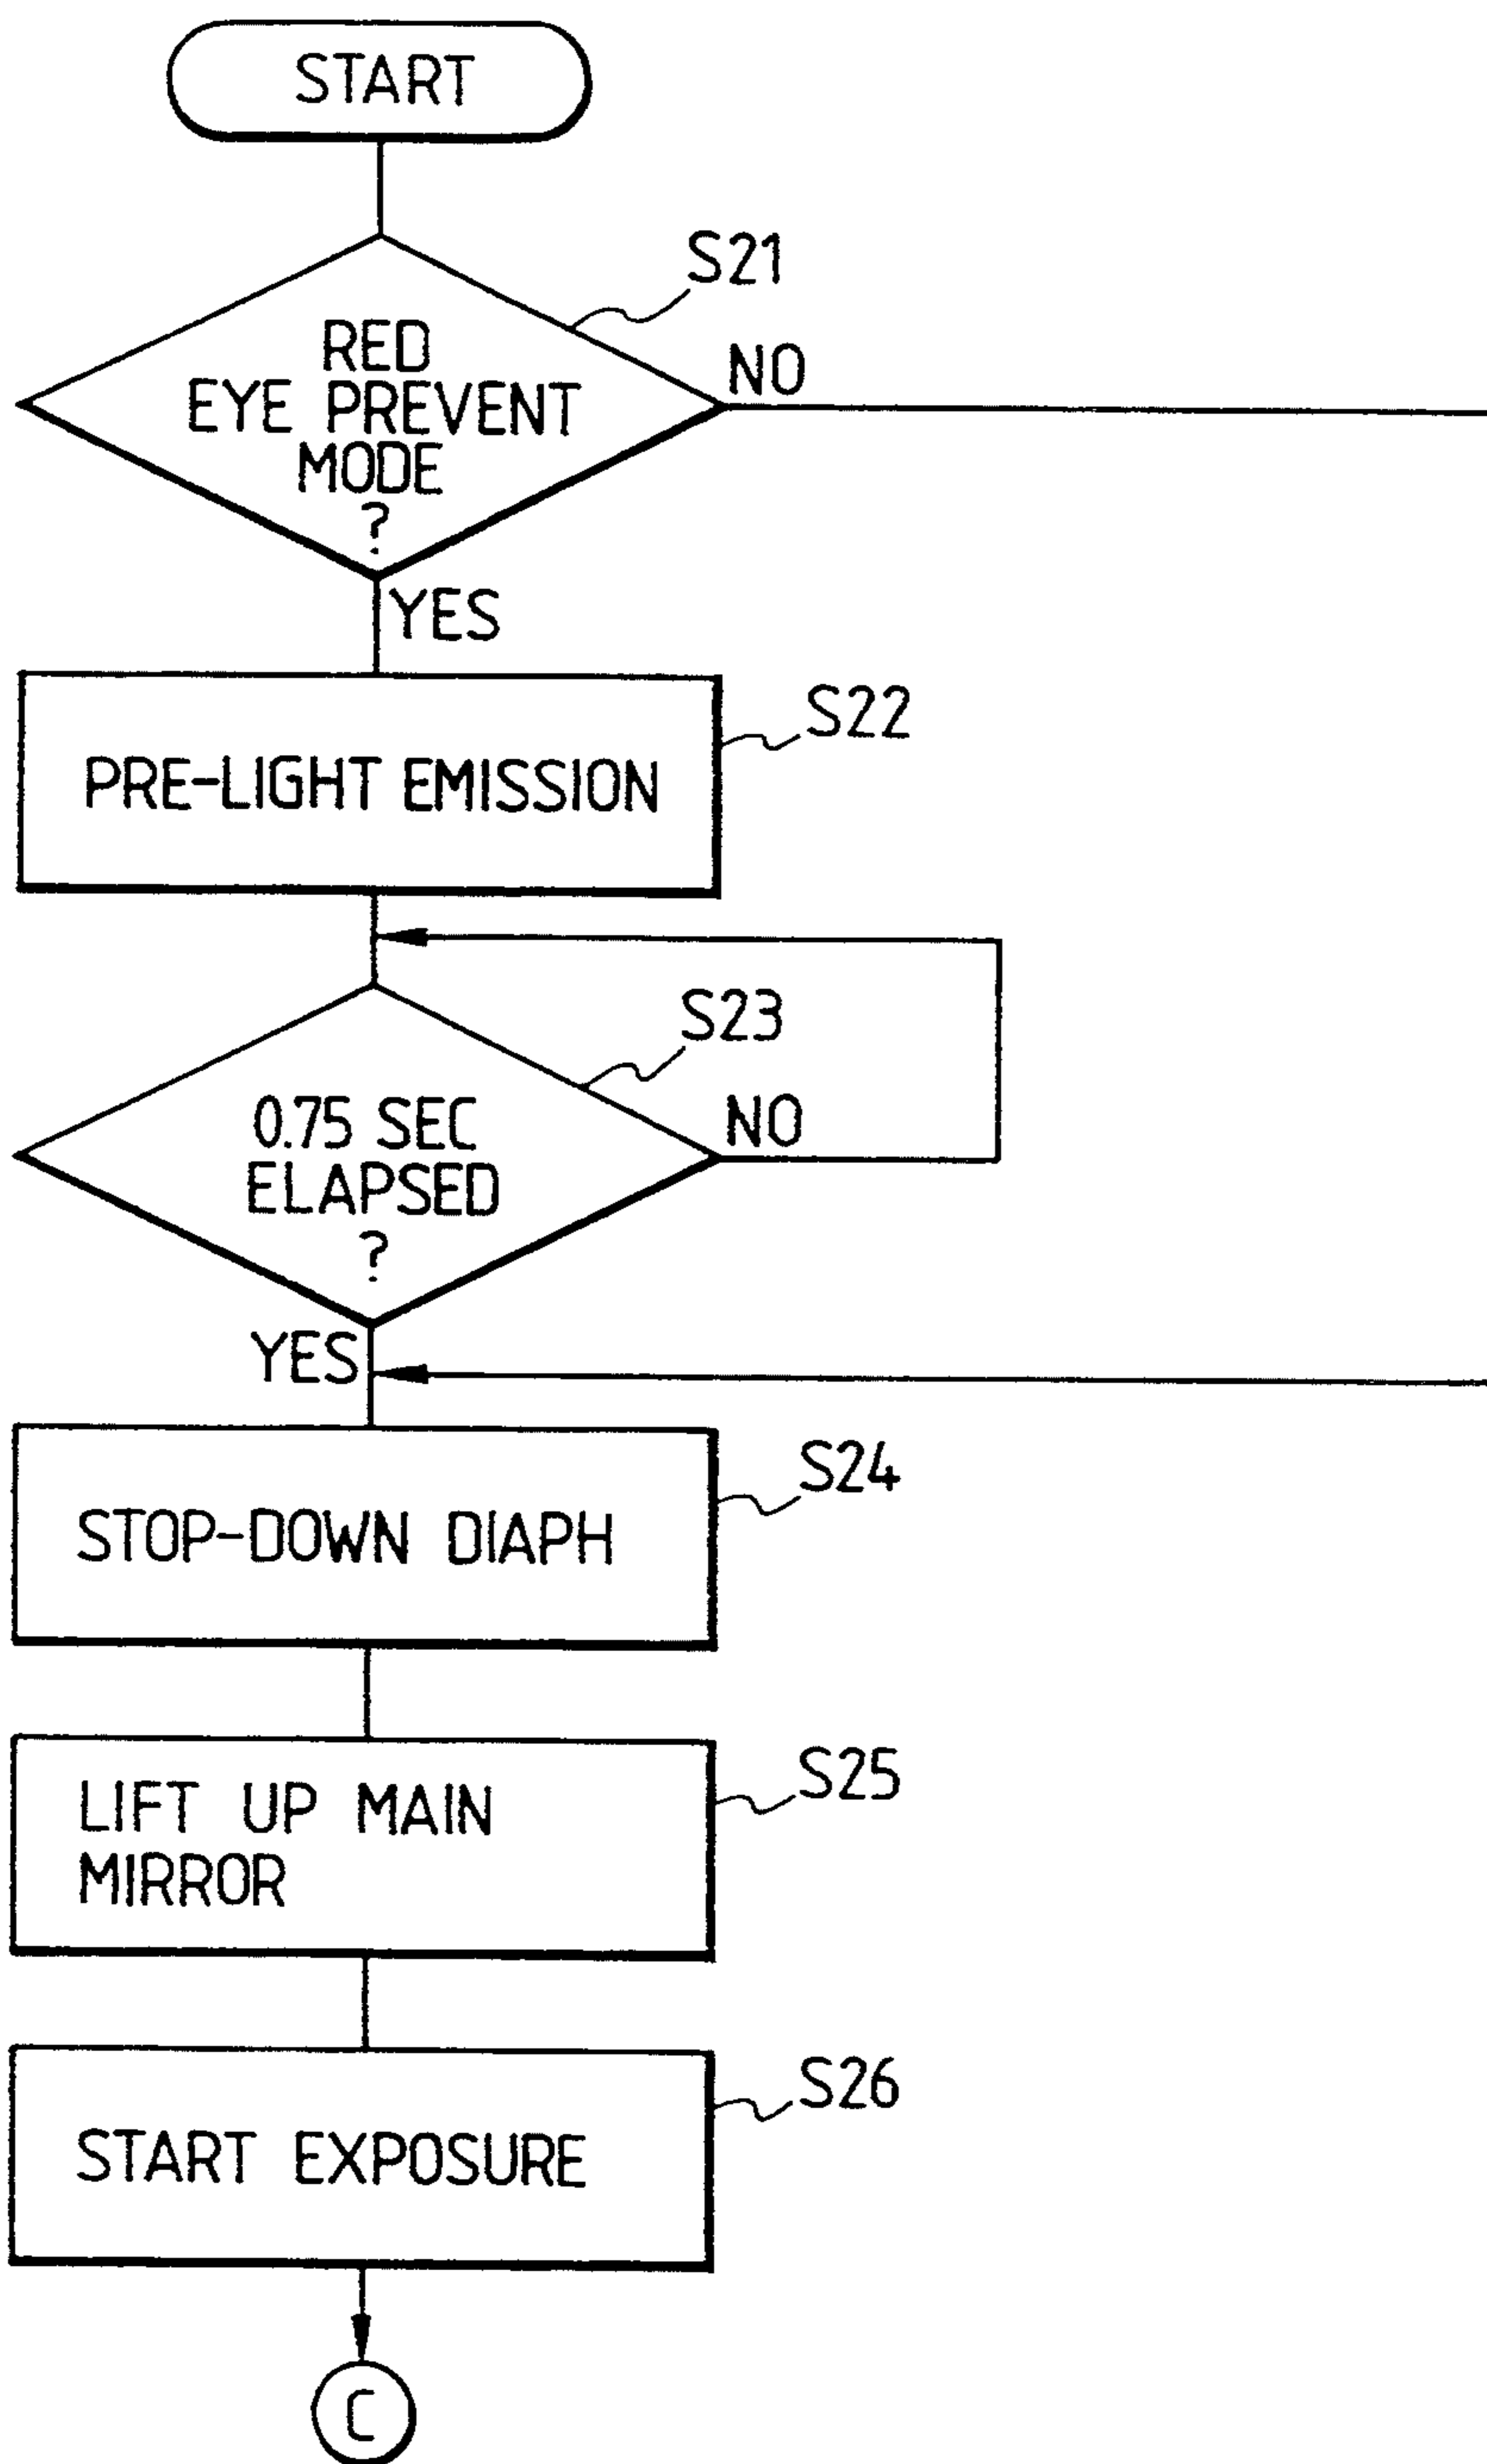 START
S21
RED
EYE PREVENT
MODE
?
NO
YES
S22
PRE-LIGHT EMISSION
S23
0.75 SEC
ELAPSED
?
NO
YES
S24
STOP-DOWN DIAPH
S25
LIFT UP MAIN
MIRROR
S26
START EXPOSURE
C